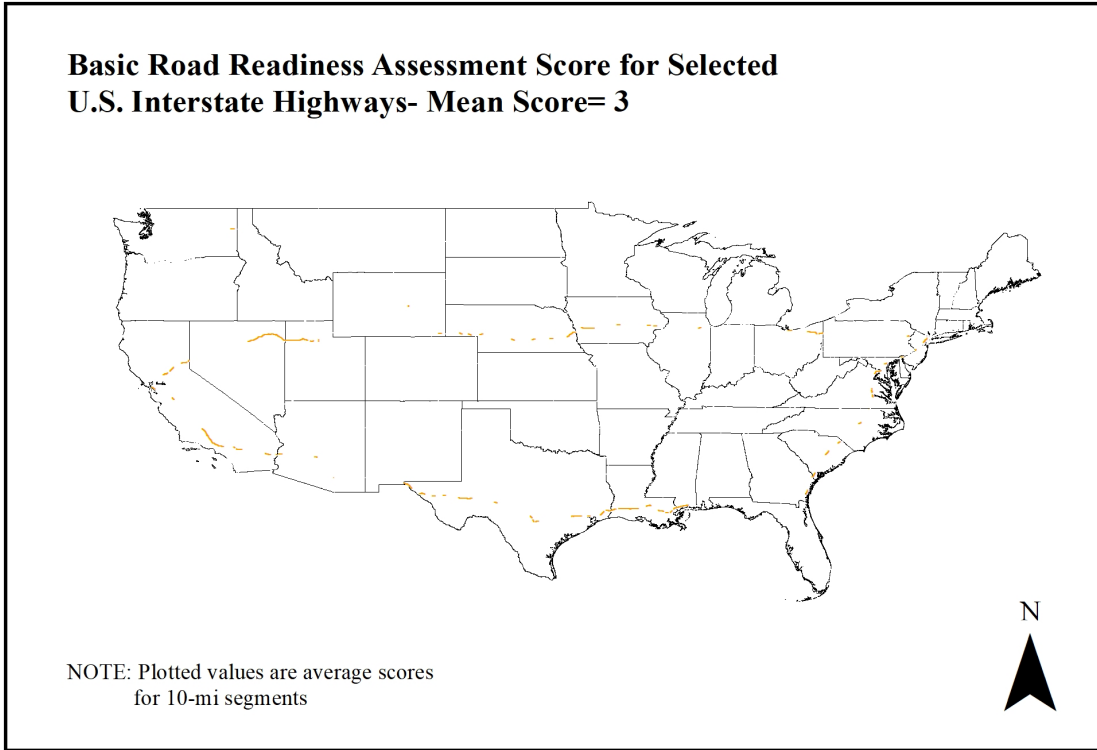 Basic Road Readiness Assessment Score for Selected
U.S. Interstate Highways- Mean Score= 3
N
NOTE: Plotted values are average scores
for 10-mi segments